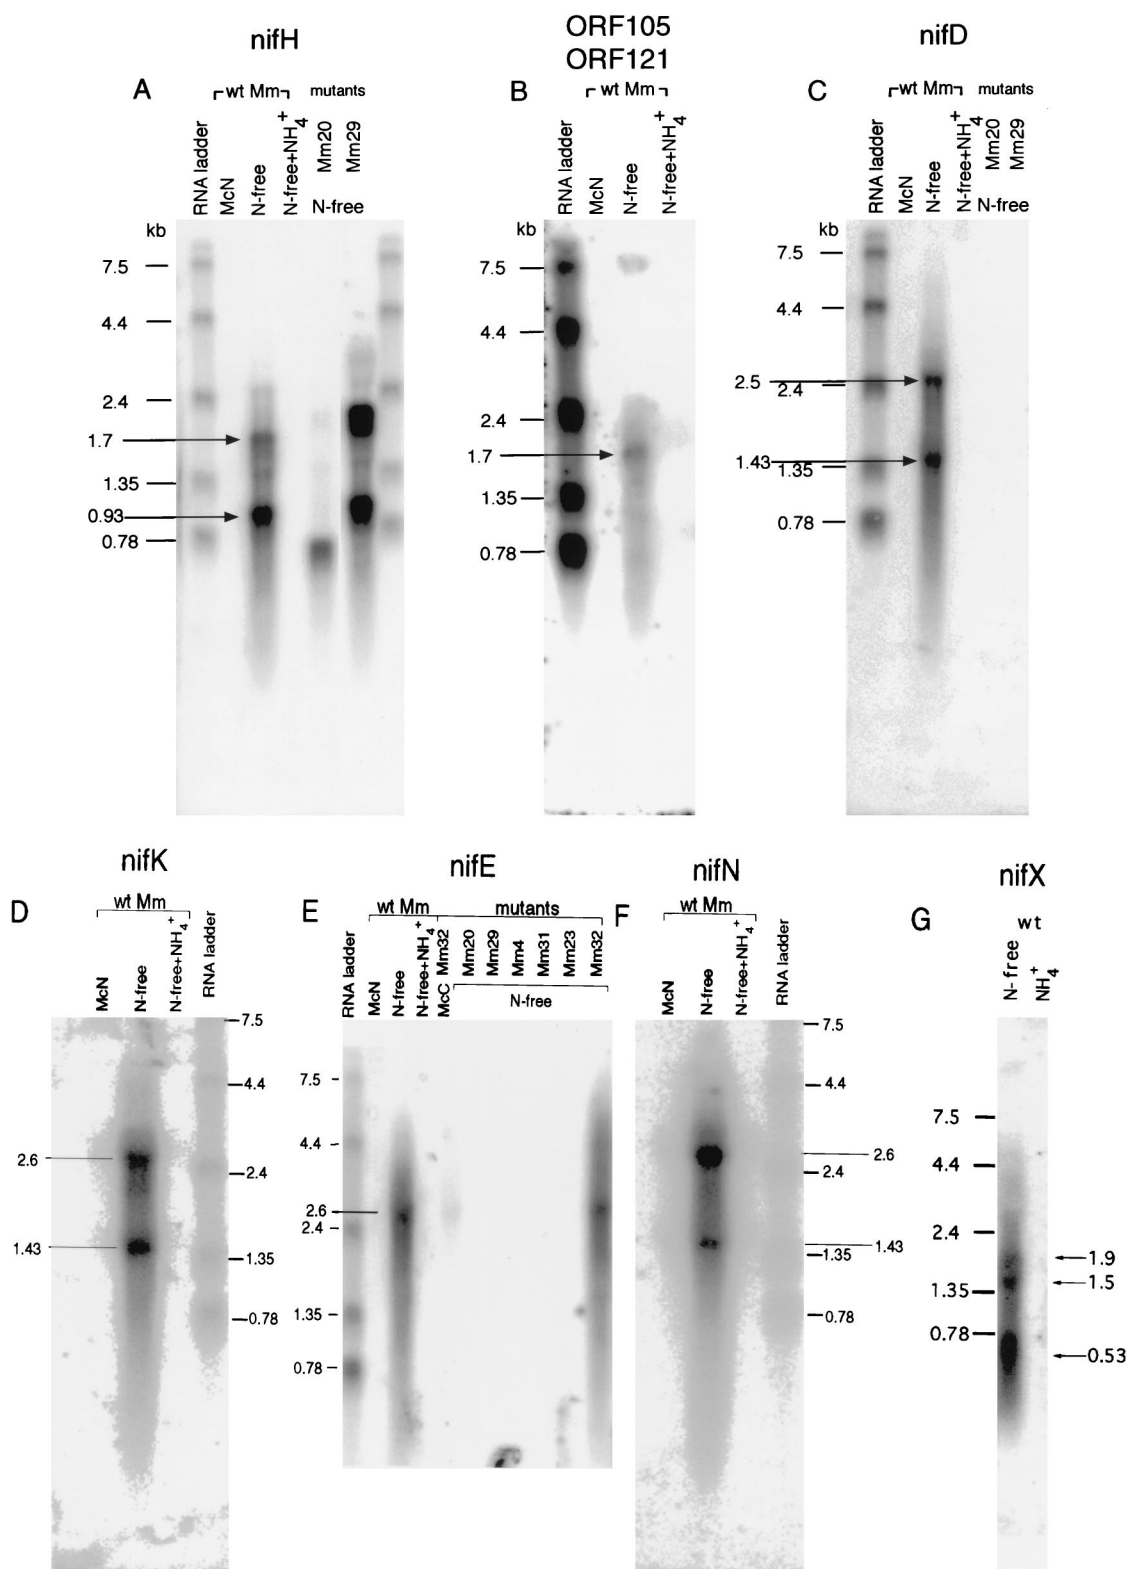 nifH
A
wt Mm
mutants
RNA ladder
McN
N-free
N-free+NH4+
Mm20
Mm29
N-free
kb
7.5
4.4
2.4
1.7
1.35
0.93
0.78
ORF105
ORF121
B
wt Mm
RNA ladder
McN
N-free
N-free+NH4+
kb
7.5
4.4
2.4
1.7
1.35
0.78
nifD
C
wt Mm
mutants
RNA ladder
McN
N-free
N-free+NH4+
Mm20
Mm29
N-free
kb
7.5
4.4
2.5
2.4
1.43
1.35
0.78
nifK
D
wt Mm
McN
N-free
N-free+NH4+
RNA ladder
7.5
4.4
2.6
2.4
1.43
1.35
0.78
nifE
E
wt Mm
mutants
RNA ladder
McN
N-free
N-free+NH4+
McC Mm32
Mm20
Mm29
Mm4
Mm31
Mm23
Mm32
N-free
7.5
4.4
2.6
2.4
1.35
0.78
nifN
F
wt Mm
McN
N-free
N-free+NH4+
RNA ladder
7.5
4.4
2.6
2.4
1.43
1.35
0.78
nifX
G
wt
N-free
NH4+
7.5
4.4
2.4
1.9
1.5
1.35
0.78
0.53